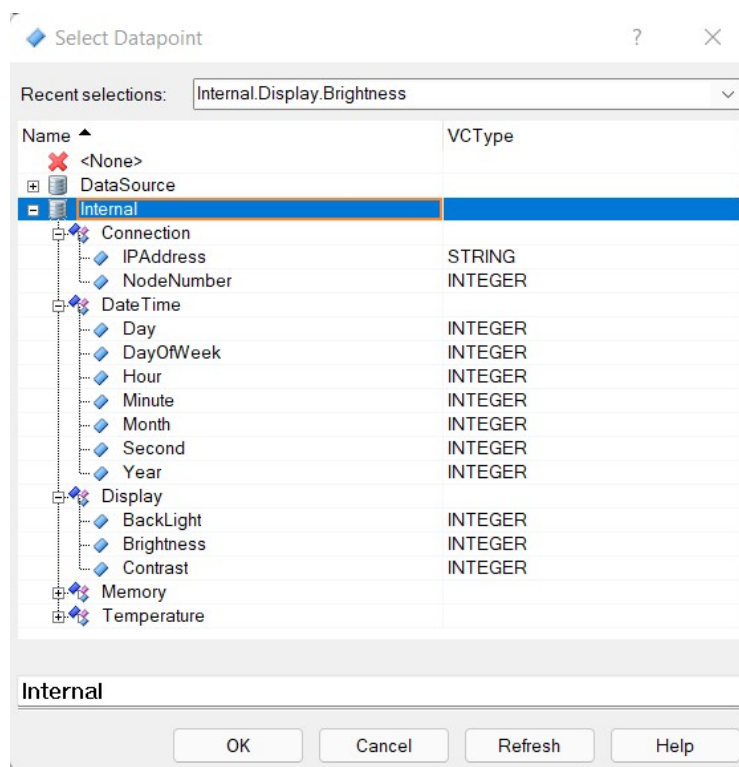 Select Datapoint
Recent selections: Internal.Display.Brightness
Name VCType
<None>
DataSource
Internal
Connection
IPAddress STRING
NodeNumber INTEGER
DateTime
Day INTEGER
DayOfWeek INTEGER
Hour INTEGER
Minute INTEGER
Month INTEGER
Second INTEGER
Year INTEGER
Display
BackLight INTEGER
Brightness INTEGER
Contrast INTEGER
Memory
Temperature
Internal
OK Cancel Refresh Help